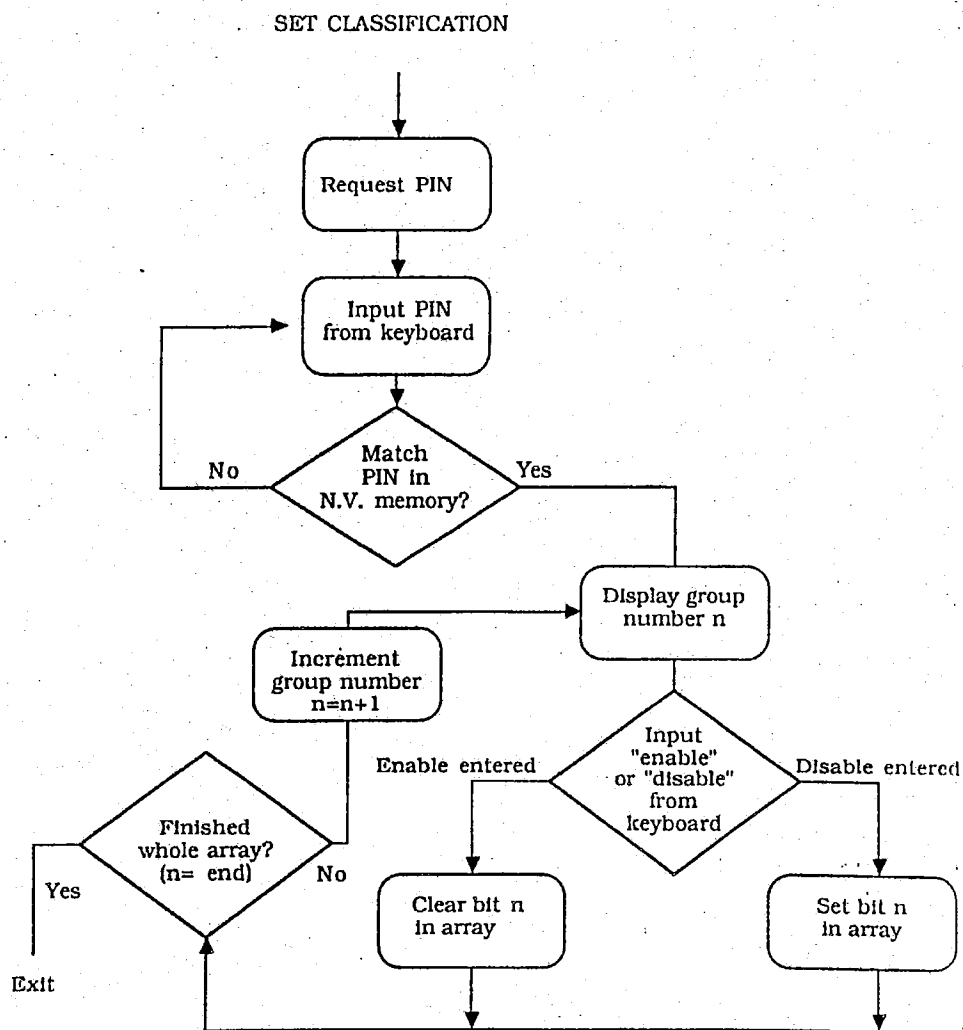 SET CLASSIFICATION
Request PIN
Input PIN
from keyboard
Match
PIN in
N.V. memory?
No
Yes
Display group
number n
Increment
group number
n=n+1
Input
"enable"
or "disable"
from
keyboard
Enable entered
Disable entered
Finished
whole array?
(n= end)
No
Yes
Clear bit n
in array
Set bit n
in array
Exit